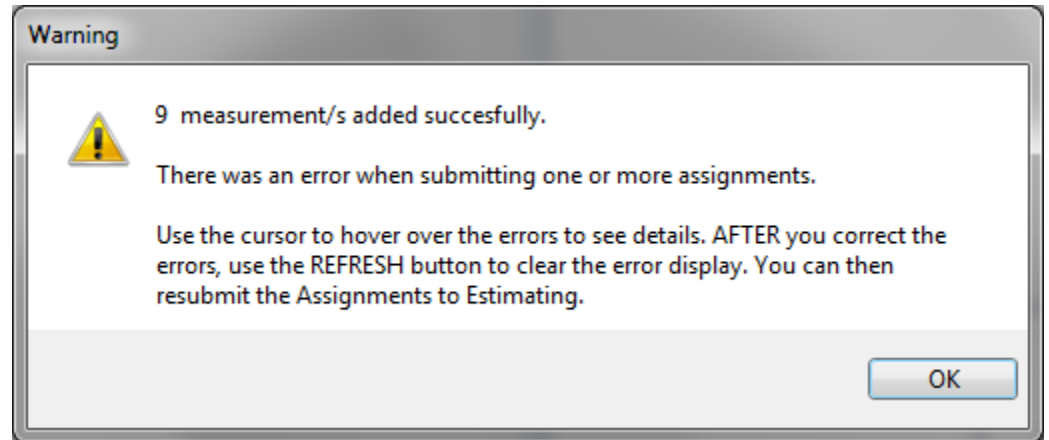 Warning
9  measurement/s added succesfully.
There was an error when submitting one or more assignments.
Use the cursor to hover over the errors to see details. AFTER you correct the
errors, use the REFRESH button to clear the error display. You can then
resubmit the Assignments to Estimating.
OK